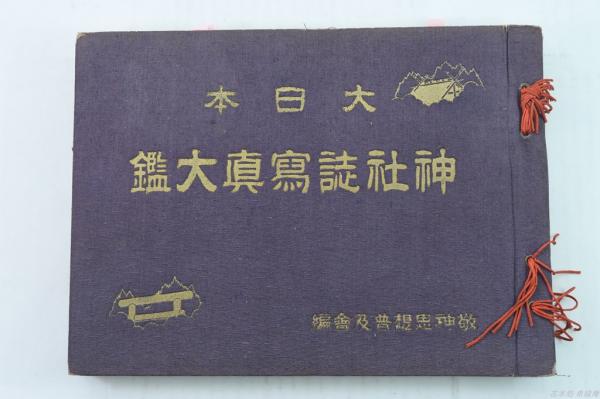 大日本
神社誌寫眞大鑑
敬神思想普及會編